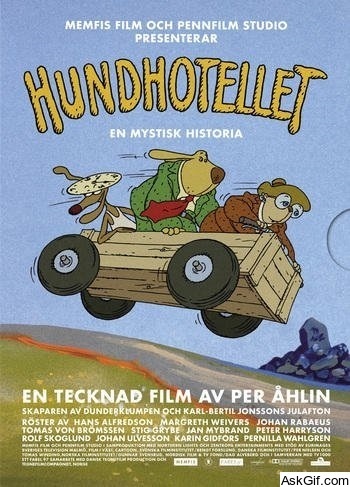 MEMFIS FILM OCH PENNFILM STUDIO
PRESENTERAR
HUNDHOTELLET
EN MYSTISK HISTORIA
EN TECKNAD FILM AV PER ÅHLIN
SKAPAREN AV DUNDERKLUMPEN OCH KARL-BERTIL JONSSONS JULAFTON
RÖSTER AV HANS ALFREDSON MARGRETH WEIVERS JOHAN RABAEUS
TOMAS VON BRÖMSSEN STIG GRYBE JAN MYBRAND PETER HARRYSON
ROLF SKOGLUND JOHAN ULVESSON KARIN GIDFORS PERNILLA WAHLGREN
MEMFIS
AskGif.com